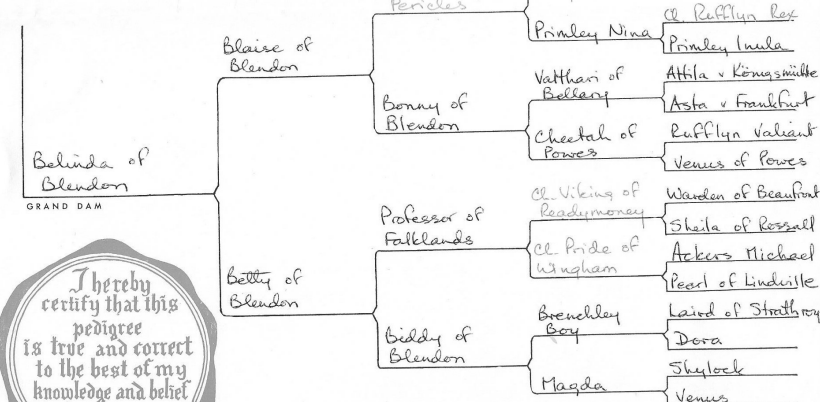 Pericles
Primley Nina
Ch. Rufflyn Rex
Primley Inula
Blaise of
Blendon
Bonny of
Blendon
Vatthari of
Bellary
Attila v Königsmühle
Asta v Frankfurt
Cheetah of
Powes
Rufflyn Valiant
Venus of Powes
Belinda of
Blendon
GRAND DAM
Professor of
Falklands
Ch. Viking of
Readymoney
Warden of Beaufront
Sheila of Rossall
Ch. Pride of
Wingham
Ackers Michael
Pearl of Lindville
Betty of
Blendon
Biddy of
Blendon
Brenchley
Boy
Laird of Strathroy
Dora
Magda
Shylock
Venus
I hereby
certify that this
pedigree
is true and correct
to the best of my
knowledge and belief